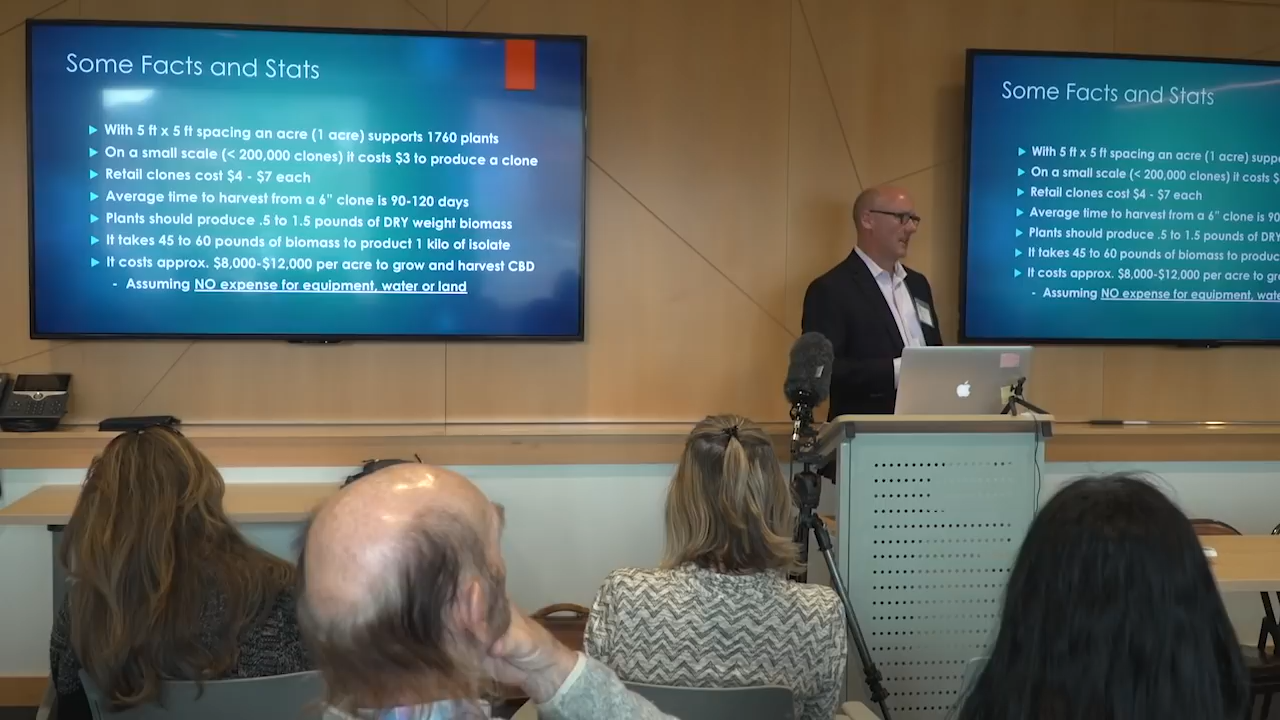 Some Facts and Stats
With 5 ft x 5 ft spacing an acre (1 acre) supports 1760 plants
On a small scale (< 200,000 clones) it costs $3 to produce a clone
Retail clones cost $4 - $7 each
Average time to harvest from a 6" clone is 90-120 days
Plants should produce .5 to 1.5 pounds of DRY weight biomass
It takes 45 to 60 pounds of biomass to product 1 kilo of isolate
It costs approx. $8,000-$12,000 per acre to grow and harvest CBD
- Assuming NO expense for equipment, water or land
Some Facts and Stats
With 5 ft x 5 ft spacing an acre (1 acre) supp
On a small scale (< 200,000 clones) it costs $
Retail clones cost $4 - $7 each
Average time to harvest from a 6" clone is 90
Plants should produce .5 to 1.5 pounds of DRY
It takes 45 to 60 pounds of biomass to produc
It costs approx. $8,000-$12,000 per acre to gr
- Assuming NO expense for equipment, wate